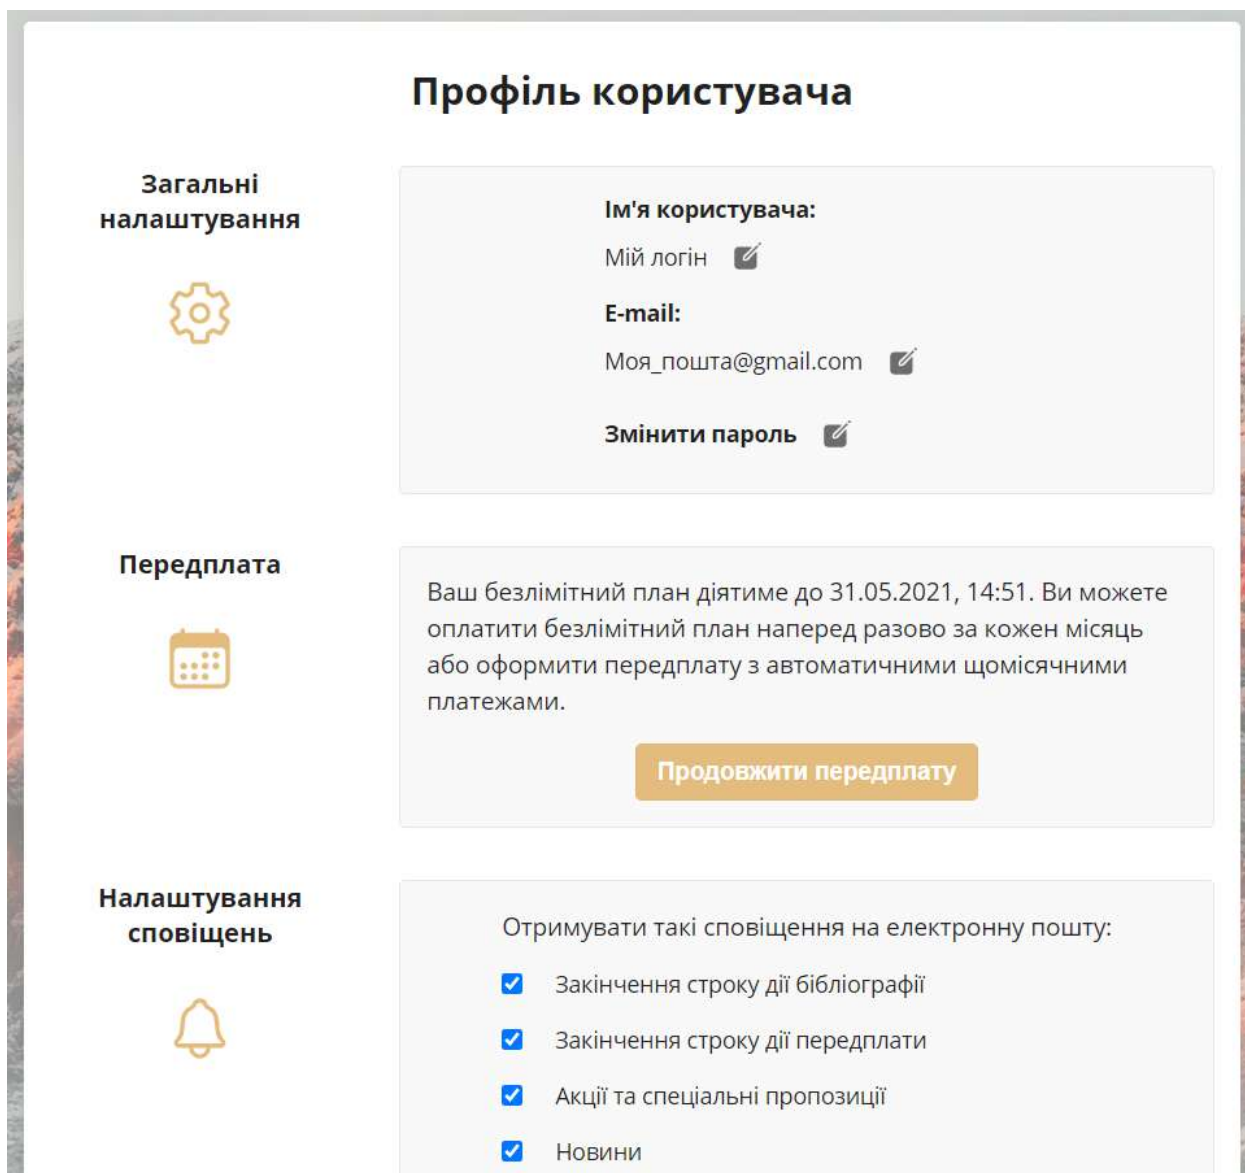 Профіль користувача
Загальні
налаштування
Ім'я користувача:
Мій логін
E-mail:
Моя_пошта@gmail.com
Змінити пароль
Передплата
Ваш безлімітний план діятиме до 31.05.2021, 14:51. Ви можете
оплатити безлімітний план наперед разово за кожен місяць
або оформити передплату з автоматичними щомісячними
платежами.
Продовжити передплату
Налаштування
сповіщень
Отримувати такі сповіщення на електронну пошту:
Закінчення строку дії бібліографії
Закінчення строку дії передплати
Акції та спеціальні пропозиції
Новини